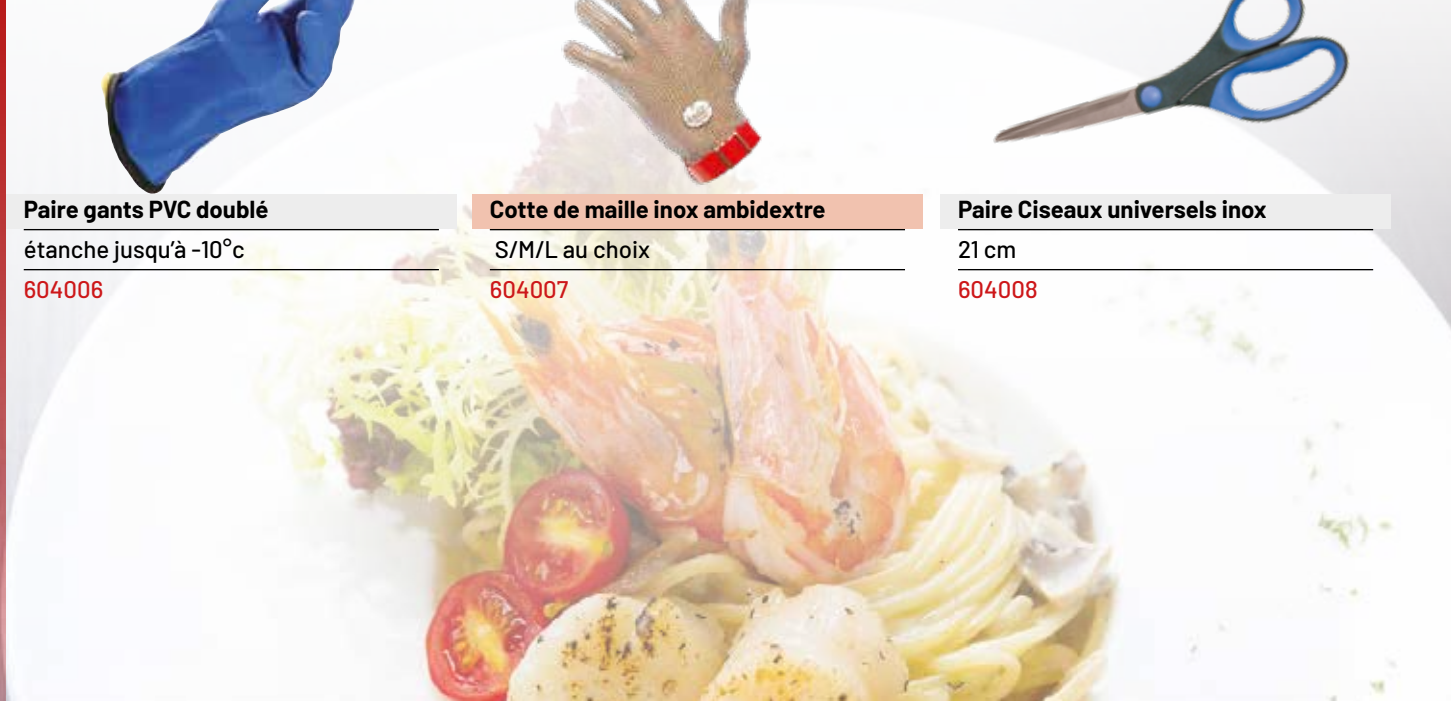 Paire gants PVC doublé
étanche jusqu'à -10°c
604006
Cotte de maille inox ambidextre
S/M/L au choix
604007
Paire Ciseaux universels inox
21 cm
604008